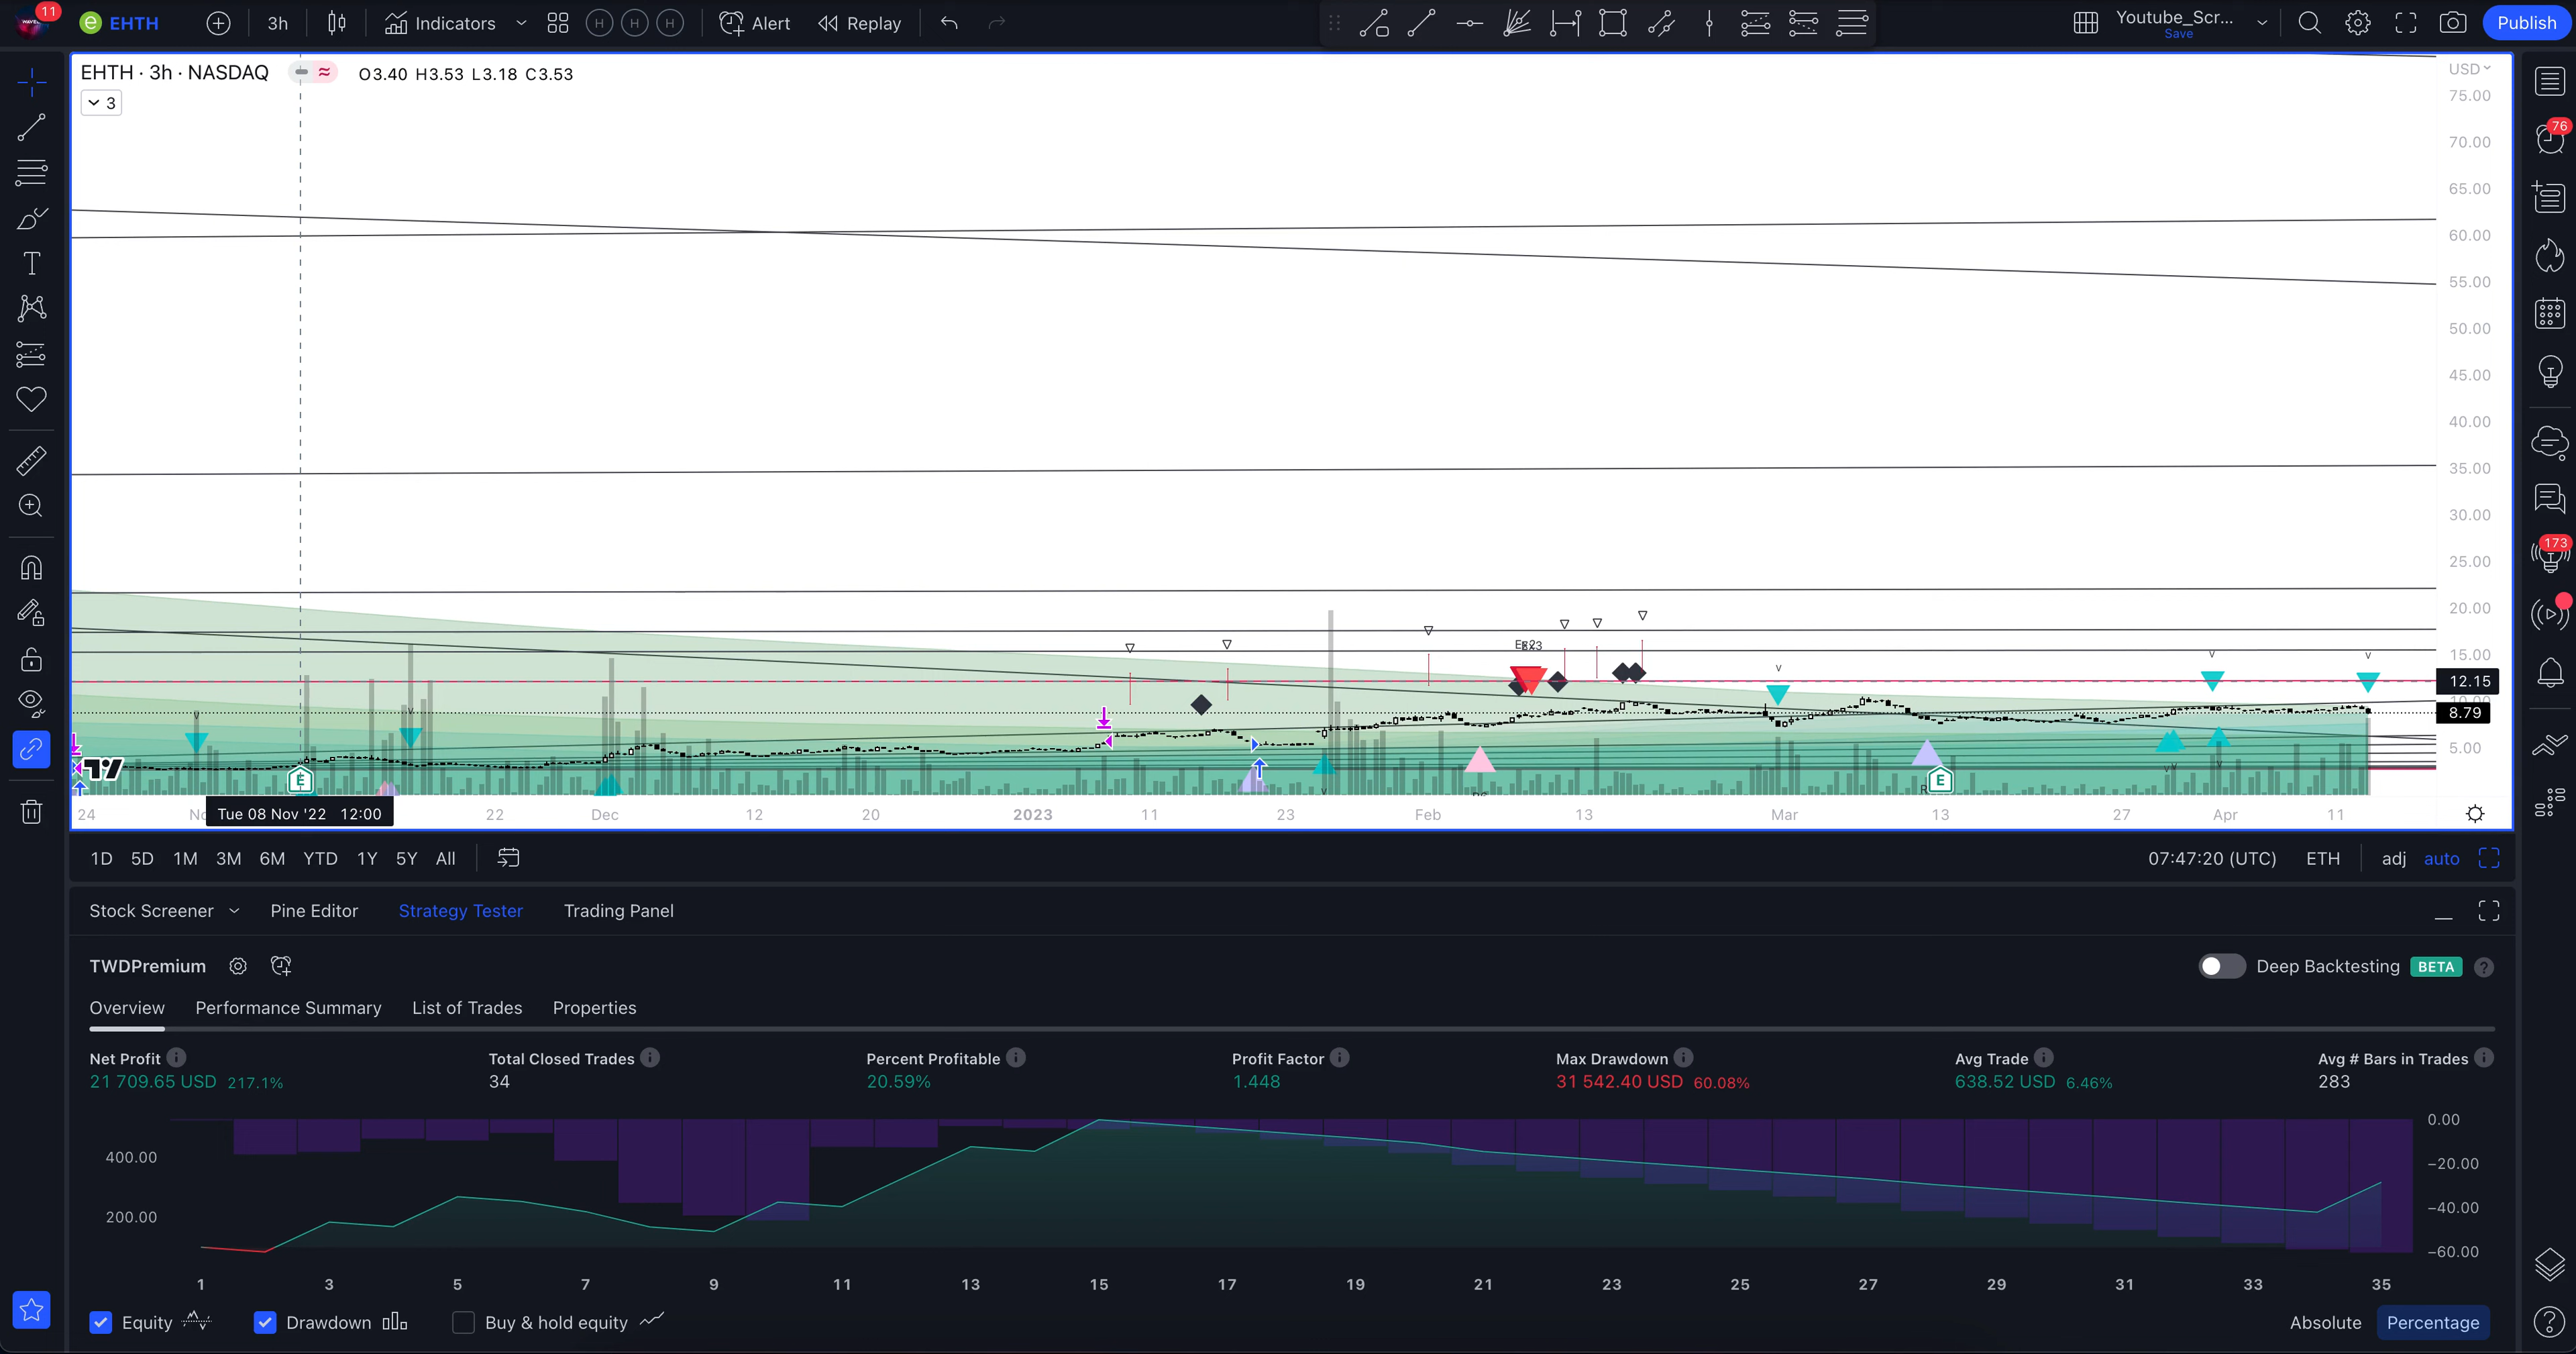 11
EHTH
3h
Indicators
H H H
Alert
Replay
Youtube_Scr...
Save
Publish
EHTH · 3h · NASDAQ
O3.40 H3.53 L3.18 C3.53
3
USD
75.00
70.00
65.00
60.00
55.00
50.00
45.00
40.00
35.00
30.00
25.00
20.00
15.00
12.15
10.00
8.79
5.00
76
173
E
E
24
Tue 08 Nov '22 12:00
22
Dec
12
20
2023
11
23
Feb
13
Mar
13
27
Apr
11
1D 5D 1M 3M 6M YTD 1Y 5Y All
07:47:20 (UTC) ETH adj auto
Stock Screener Pine Editor Strategy Tester Trading Panel
TWDPremium
Deep Backtesting BETA ?
Overview Performance Summary List of Trades Properties
Net Profit
21 709.65 USD 217.1%
Total Closed Trades
34
Percent Profitable
20.59%
Profit Factor
1.448
Max Drawdown
31 542.40 USD 60.08%
Avg Trade
638.52 USD 6.46%
Avg # Bars in Trades
283
400.00
200.00
0.00
−20.00
−40.00
−60.00
1 3 5 7 9 11 13 15 17 19 21 23 25 27 29 31 33 35
Equity Drawdown Buy & hold equity
Absolute Percentage